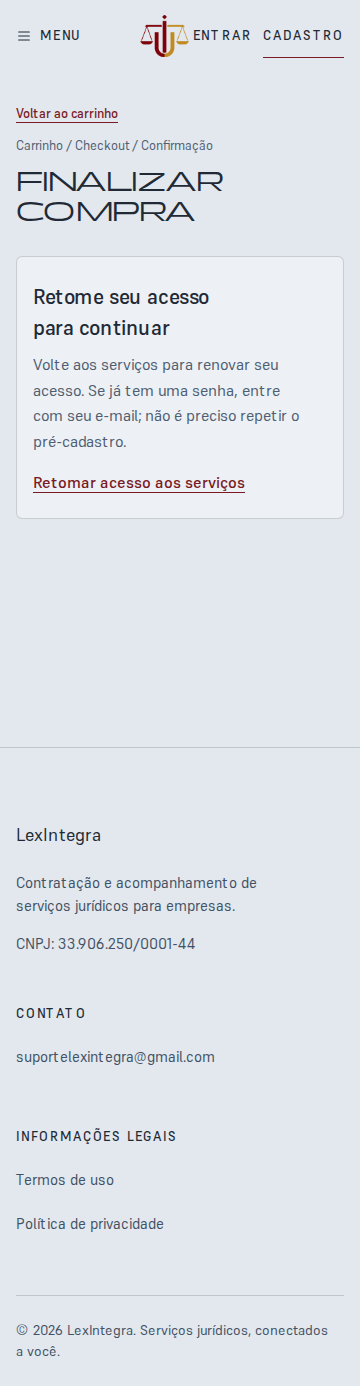 MENU
ENTRAR
CADASTRO
Voltar ao carrinho
Carrinho / Checkout / Confirmação
FINALIZAR
COMPRA
Retome seu acesso
para continuar
Volte aos serviços para renovar seu
acesso. Se já tem uma senha, entre
com seu e-mail; não é preciso repetir o
pré-cadastro.
Retomar acesso aos serviços
LexIntegra
Contratação e acompanhamento de
serviços jurídicos para empresas.
CNPJ: 33.906.250/0001-44
CONTATO
suportelexintegra@gmail.com
INFORMAÇÕES LEGAIS
Termos de uso
Política de privacidade
© 2026 LexIntegra. Serviços jurídicos, conectados
a você.